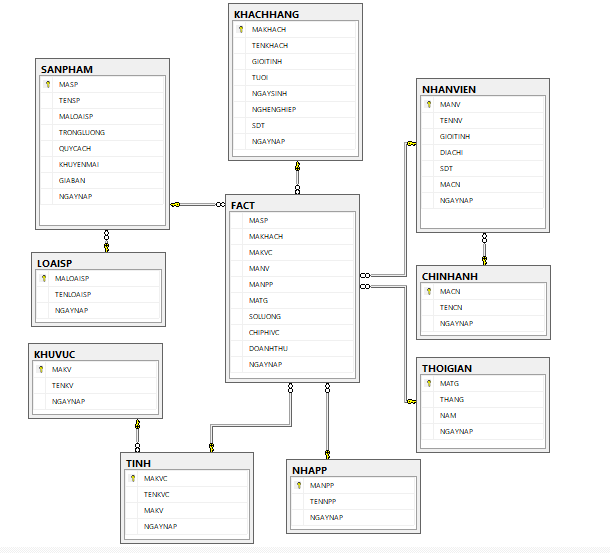 KHACHHANG
MAKHACH
TENKHACH
GIOITINH
TUOI
NGAYSINH
NGHENGHIEP
SDT
NGAYNAP
SANPHAM
MASP
TENSP
MALOAISP
TRONGLUONG
QUYCACH
KHUYENMAI
GIABAN
NGAYNAP
NHANVIEN
MANV
TENNV
GIOITINH
DIACHI
SDT
MACN
NGAYNAP
FACT
MASP
MAKHACH
MAKVC
MANV
MANPP
MATG
SOLUONG
CHIPHIVC
DOANHTHU
NGAYNAP
LOAISP
MALOAISP
TENLOAISP
NGAYNAP
CHINHANH
MACN
TENCN
NGAYNAP
KHUVUC
MAKV
TENKV
NGAYNAP
THOIGIAN
MATG
THANG
NAM
NGAYNAP
TINH
MAKVC
TENKVC
MAKV
NGAYNAP
NHAPP
MANPP
TENNPP
NGAYNAP